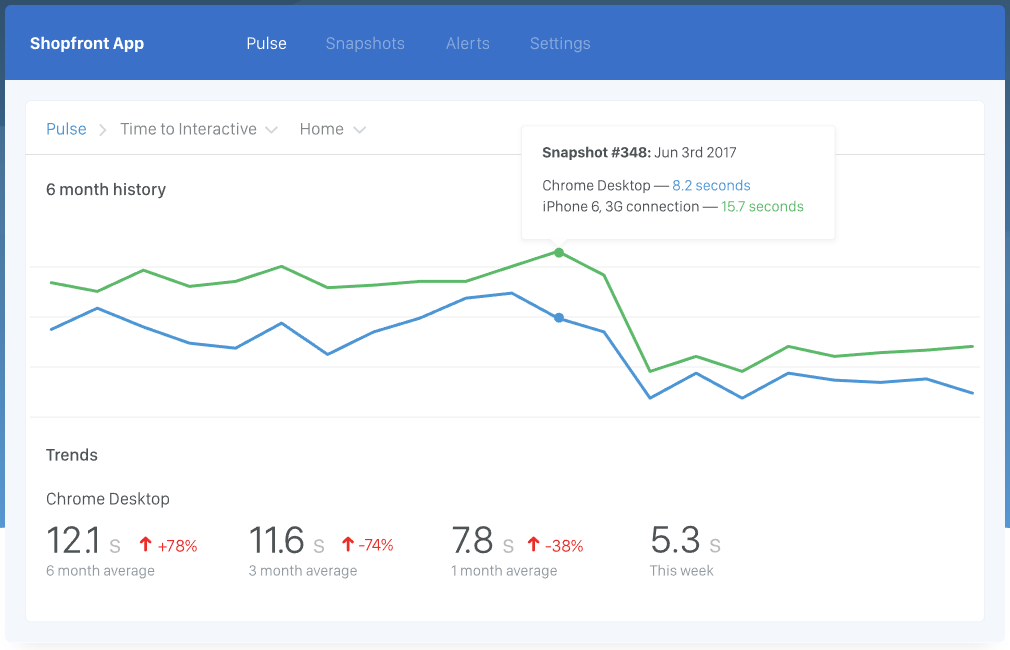 Shopfront App Pulse Snapshots Alerts Settings
Pulse Time to Interactive Home
Snapshot #348: Jun 3rd 2017
Chrome Desktop — 8.2 seconds
iPhone 6, 3G connection — 15.7 seconds
6 month history
Trends
Chrome Desktop
12.1 s +78% 11.6 s -74% 7.8 s -38% 5.3 s
6 month average 3 month average 1 month average This week